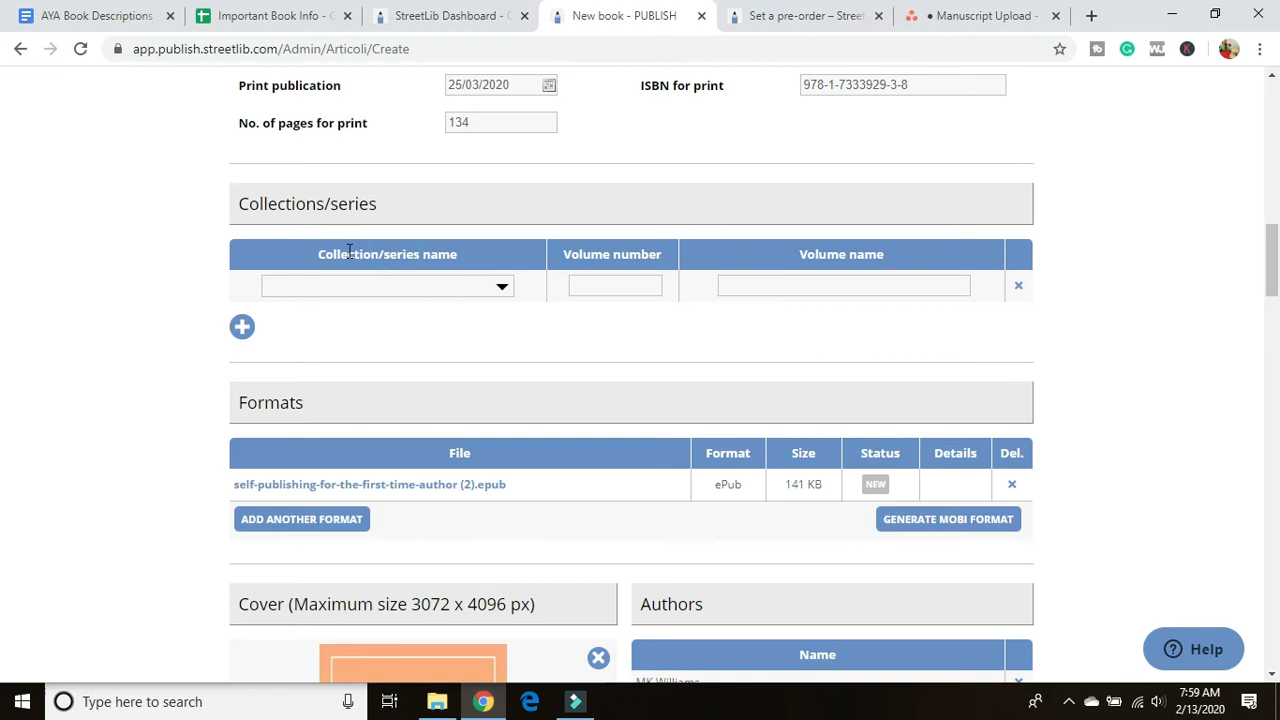 AYA Book Descriptions
Important Book Info - G
StreetLib Dashboard -
New book - PUBLISH
Set a pre-order – Street
• Manuscript Upload -
app.publish.streetlib.com/Admin/Articoli/Create
Print publication
25/03/2020
ISBN for print
978-1-7333929-3-8
No. of pages for print
134
Collections/series
Collection/series name
Volume number
Volume name
Formats
File
Format
Size
Status
Details
Del.
self-publishing-for-the-first-time-author (2).epub
ePub
141 KB
NEW
ADD ANOTHER FORMAT
GENERATE MOBI FORMAT
Cover (Maximum size 3072 x 4096 px)
Authors
Name
MK Williams
Help
Type here to search
7:59 AM
2/13/2020